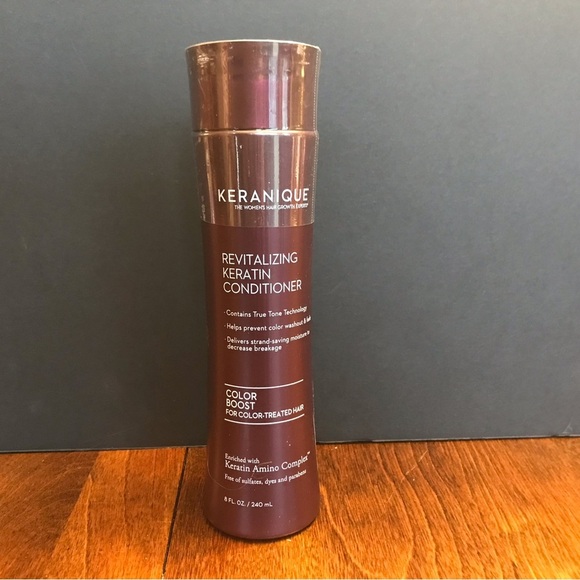 KERANIQUE
THE WOMEN'S HAIR GROWTH EXPERTS
REVITALIZING
KERATIN
CONDITIONER
· Contains True Tone Technology
· Helps prevent color washout &
· Delivers strand-saving moisture to
decrease breakage
COLOR
BOOST
FOR COLOR-TREATED HAIR
Enriched with
Keratin Amino Complex™
Free of sulfates, dyes and parabens
8 FL. OZ. / 240 mL